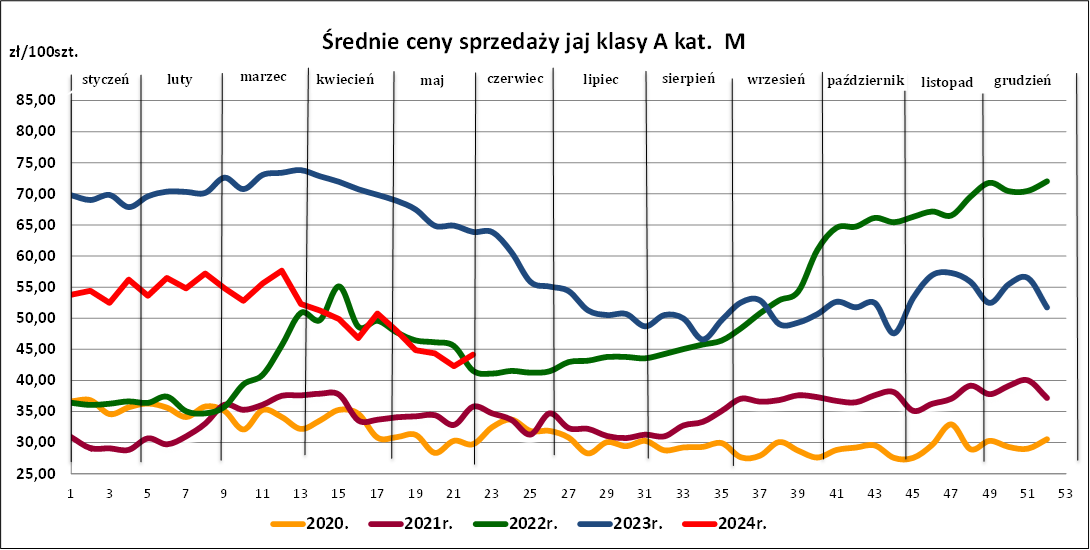 Średnie ceny sprzedaży jaj klasy A kat. M
zł/100szt.
styczeń luty marzec kwiecień maj czerwiec lipiec sierpień wrzesień październik listopad grudzień
85,00
80,00
75,00
70,00
65,00
60,00
55,00
50,00
45,00
40,00
35,00
30,00
25,00
1 3 5 7 9 11 13 15 17 19 21 23 25 27 29 31 33 35 37 39 41 43 45 47 49 51 53
2020. 2021r. 2022r. 2023r. 2024r.